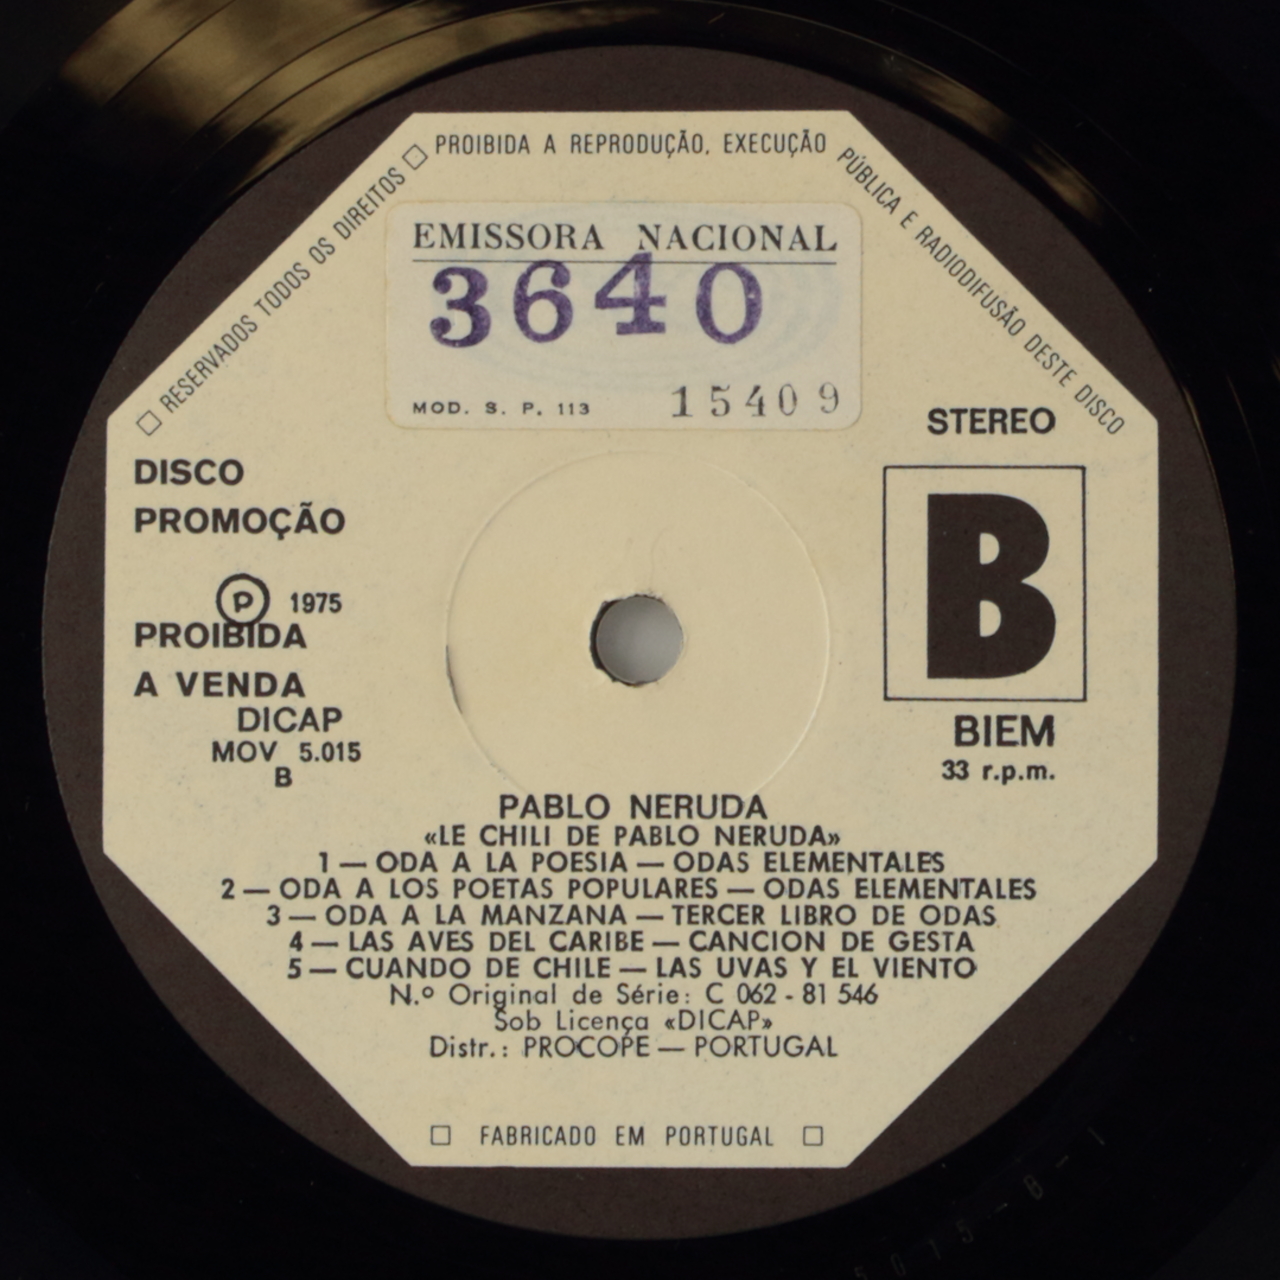 □ RESERVADOS TODOS OS DIREITOS □ PROIBIDA A REPRODUÇÃO, EXECUÇÃO PÚBLICA E RADIODIFUSÃO DESTE DISCO
EMISSORA NACIONAL
3640
MOD. S. P. 113 15409
STEREO
DISCO
PROMOÇÃO
B
℗ 1975
PROIBIDA
A VENDA
DICAP
MOV 5.015
B
BIEM
33 r.p.m.
PABLO NERUDA
«LE CHILI DE PABLO NERUDA»
1 — ODA A LA POESIA — ODAS ELEMENTALES
2 — ODA A LOS POETAS POPULARES — ODAS ELEMENTALES
3 — ODA A LA MANZANA — TERCER LIBRO DE ODAS
4 — LAS AVES DEL CARIBE — CANCION DE GESTA
5 — CUANDO DE CHILE — LAS UVAS Y EL VIENTO
N.º Original de Série: C 062 - 81 546
Sob Licença «DICAP»
Distr.: PROCOPE — PORTUGAL
□ FABRICADO EM PORTUGAL □